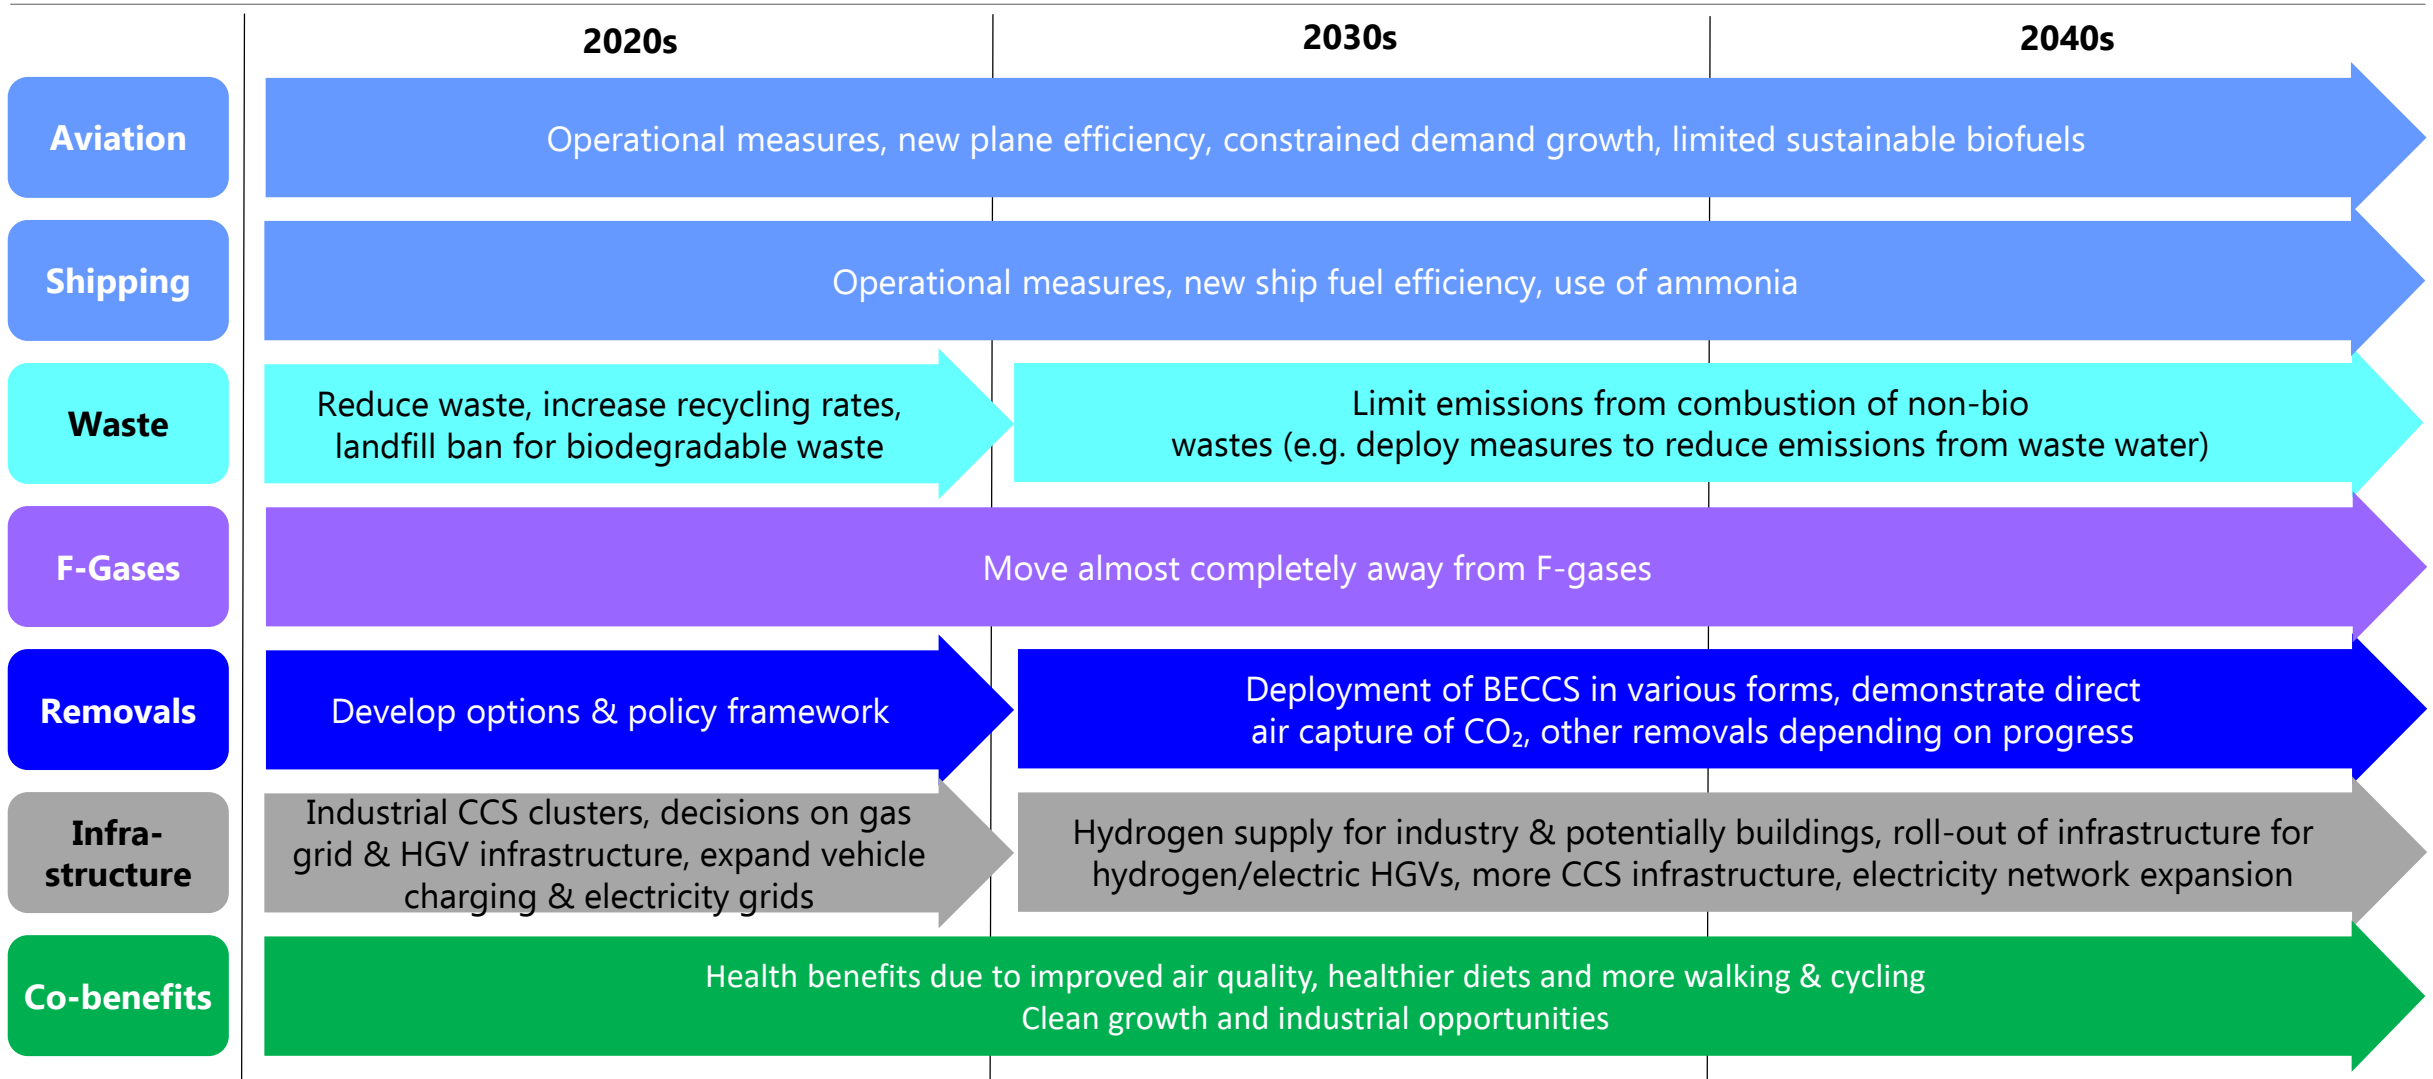 2020s
2030s
2040s
Aviation
Operational measures, new plane efficiency, constrained demand growth, limited sustainable biofuels
Shipping
Operational measures, new ship fuel efficiency, use of ammonia
Waste
Reduce waste, increase recycling rates,
landfill ban for biodegradable waste
Limit emissions from combustion of non-bio
wastes (e.g. deploy measures to reduce emissions from waste water)
F-Gases
Move almost completely away from F-gases
Removals
Develop options & policy framework
Deployment of BECCS in various forms, demonstrate direct
air capture of CO₂, other removals depending on progress
Infra-
structure
Industrial CCS clusters, decisions on gas
grid & HGV infrastructure, expand vehicle
charging & electricity grids
Hydrogen supply for industry & potentially buildings, roll-out of infrastructure for
hydrogen/electric HGVs, more CCS infrastructure, electricity network expansion
Co-benefits
Health benefits due to improved air quality, healthier diets and more walking & cycling
Clean growth and industrial opportunities